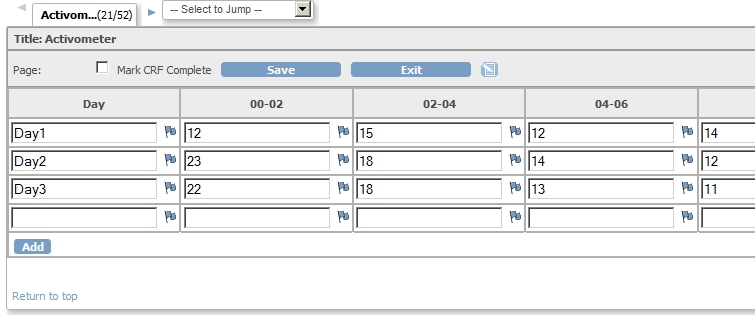 Activom...(21/52) -- Select to Jump --
Title: Activometer
Page: Mark CRF Complete Save Exit
Day 00-02 02-04 04-06
Day1 12 15 12 14
Day2 23 18 14 12
Day3 22 18 13 11
Add
Return to top